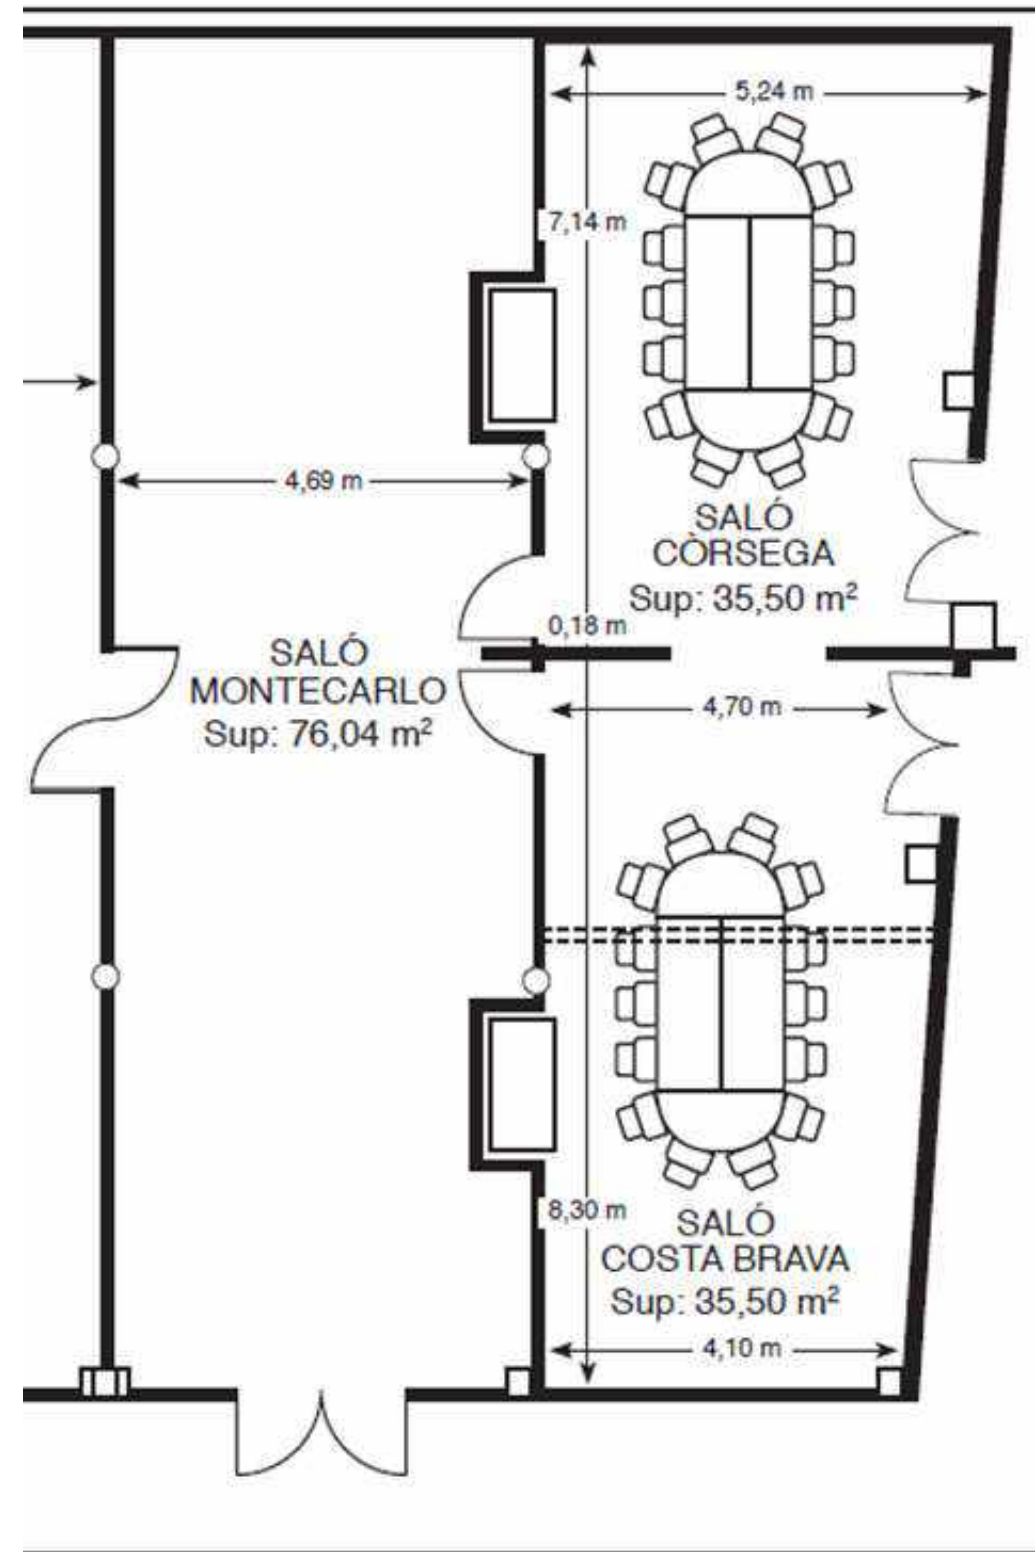 5,24 m
7,14 m
4,69 m
SALÓ
CÒRSEGA
Sup: 35,50 m²
0,18 m
SALÓ
MONTECARLO
Sup: 76,04 m²
4,70 m
8,30 m
SALÓ
COSTA BRAVA
Sup: 35,50 m²
4,10 m